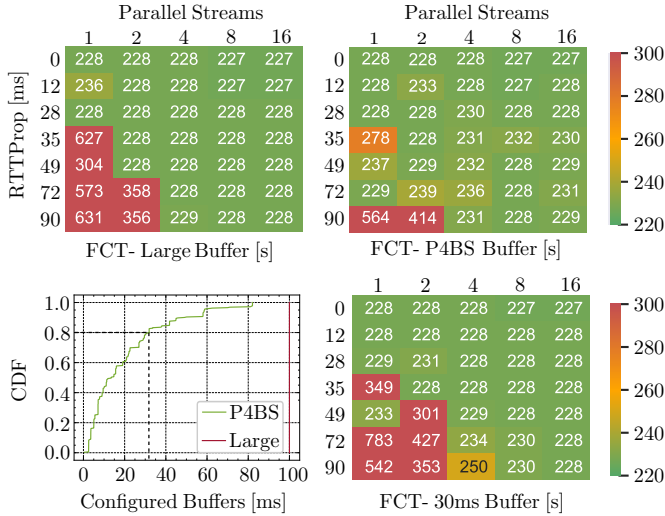 Parallel Streams
1 2 4 8 16
RTTProp [ms]
0 228 228 228 227 227
12 236 228 228 228 228
28 228 228 228 228 228
35 627 228 228 228 228
49 304 228 228 228 228
72 573 358 228 228 228
90 631 356 229 228 228
FCT- Large Buffer [s]
Parallel Streams
1 2 4 8 16
0 228 228 228 227 227
12 228 233 228 227 228
28 228 228 230 228 228
35 278 228 231 232 230
49 237 229 232 228 229
72 229 239 236 228 231
90 564 414 231 228 229
FCT- P4BS Buffer [s]
300
280
260
240
220
CDF
1.0
0.8
0.6
0.4
0.2
0.0
P4BS
Large
0 20 40 60 80 100
Configured Buffers [ms]
1 2 4 8 16
0 228 228 228 227 227
12 228 228 228 228 228
28 229 231 228 228 228
35 349 228 228 228 228
49 233 301 229 228 228
72 783 427 234 230 228
90 542 353 250 230 228
FCT- 30ms Buffer [s]
300
280
260
240
220